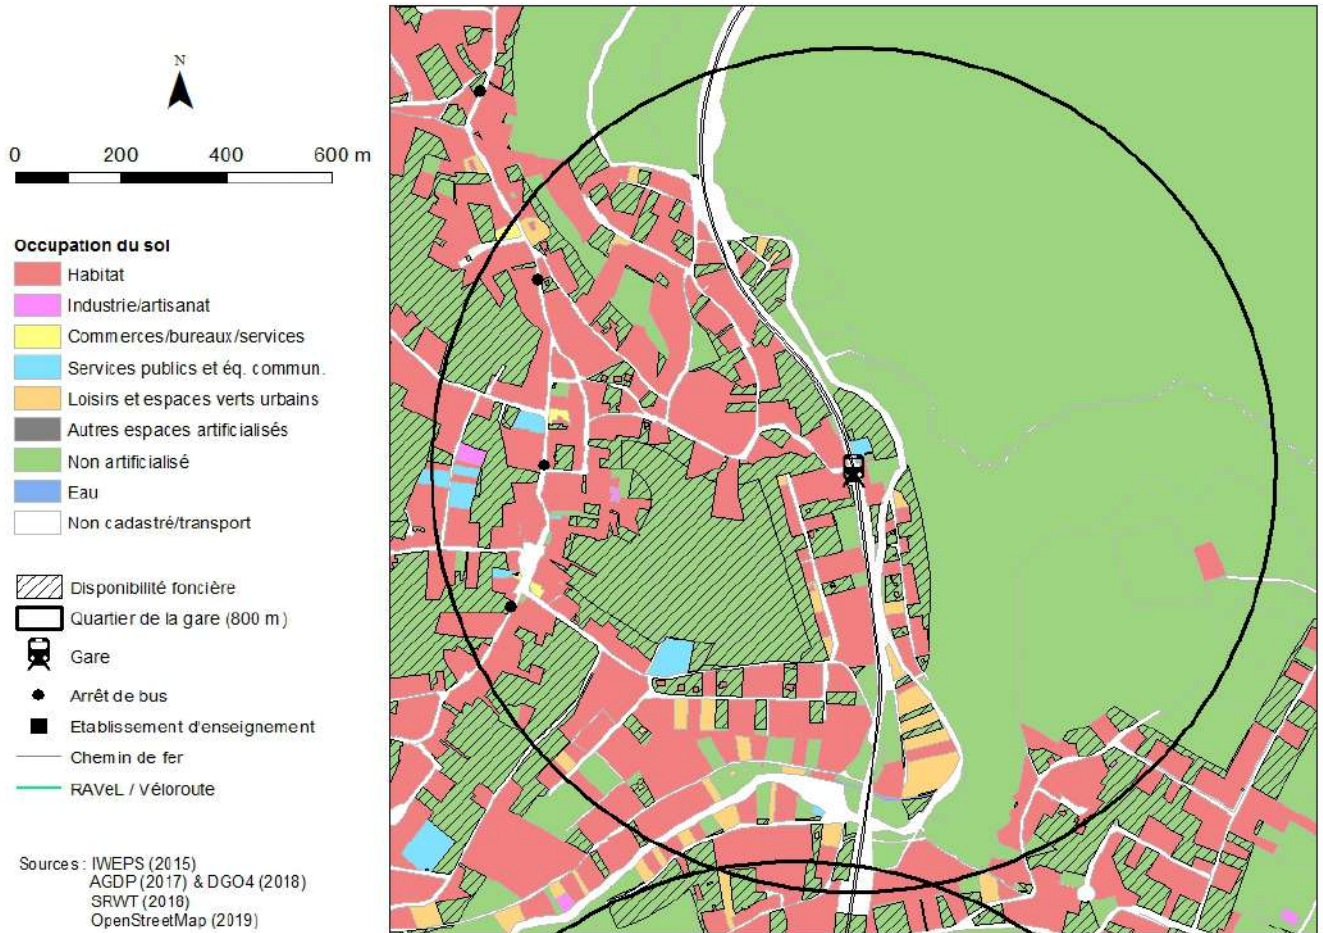 N
0 200 400 600 m
Occupation du sol
Habitat
Industrie/artisanat
Commerces/bureaux/services
Services publics et éq. commun.
Loisirs et espaces verts urbains
Autres espaces artificialisés
Non artificialisé
Eau
Non cadastré/transport
Disponibilité foncière
Quartier de la gare (800 m)
Gare
Arrêt de bus
Etablissement d'enseignement
Chemin de fer
RAVeL / Véloroute
Sources : IWEPS (2015)
AGDP (2017) & DGO4 (2018)
SRWT (2018)
OpenStreetMap (2019)